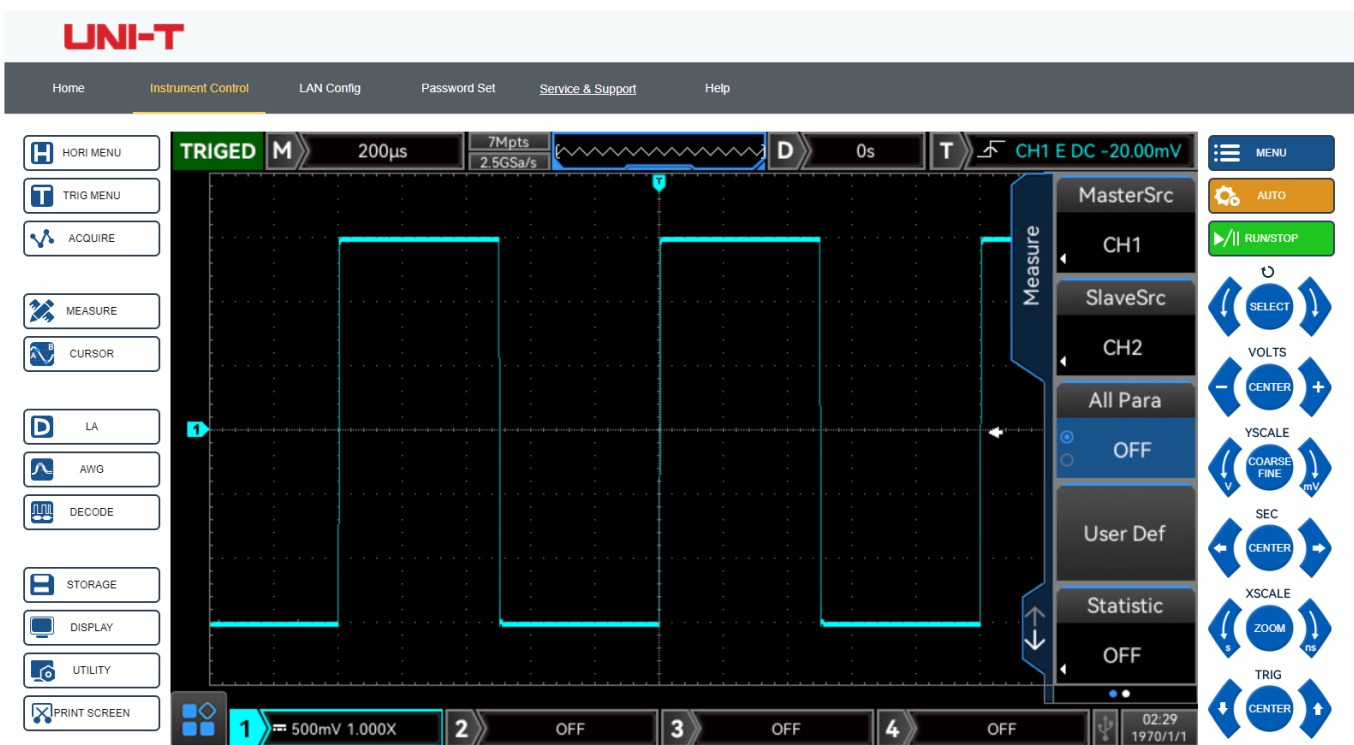 UNI-T
Home Instrument Control LAN Config Password Set Service & Support Help
HORI MENU
TRIG MENU
ACQUIRE
MEASURE
CURSOR
LA
AWG
DECODE
STORAGE
DISPLAY
UTILITY
PRINT SCREEN
TRIGED M 200μs 7Mpts 2.5GSa/s D 0s T CH1 E DC -20.00mV
T
1
Measure
MasterSrc
CH1
SlaveSrc
CH2
All Para
OFF
User Def
Statistic
OFF
1 500mV 1.000X 2 OFF 3 OFF 4 OFF 02:29
1970/1/1
MENU
AUTO
RUN/STOP
SELECT
VOLTS
CENTER
YSCALE
COARSE
FINE
V mV
SEC
CENTER
XSCALE
ZOOM
s ns
TRIG
CENTER